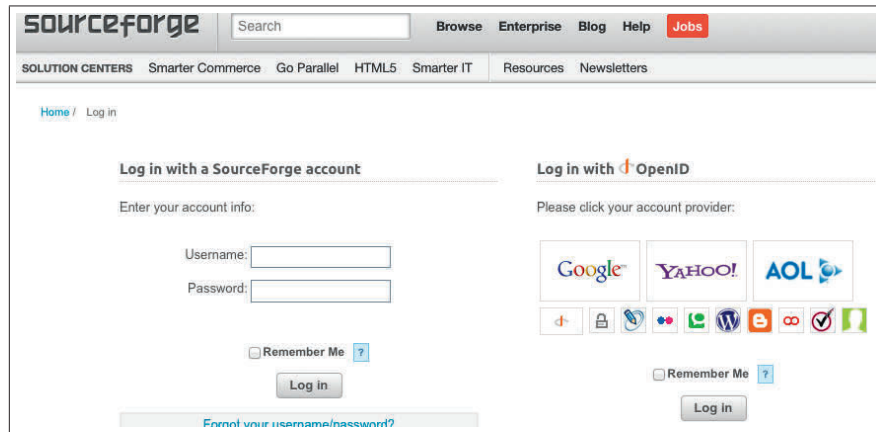 sourceforge
Search
Browse Enterprise Blog Help Jobs
SOLUTION CENTERS Smarter Commerce Go Parallel HTML5 Smarter IT Resources Newsletters
Home / Log in
Log in with a SourceForge account
Enter your account info:
Username:
Password:
Remember Me ?
Log in
Forgot your username/password?
Log in with OpenID
Please click your account provider:
Google™ YAHOO! AOL
Remember Me ?
Log in